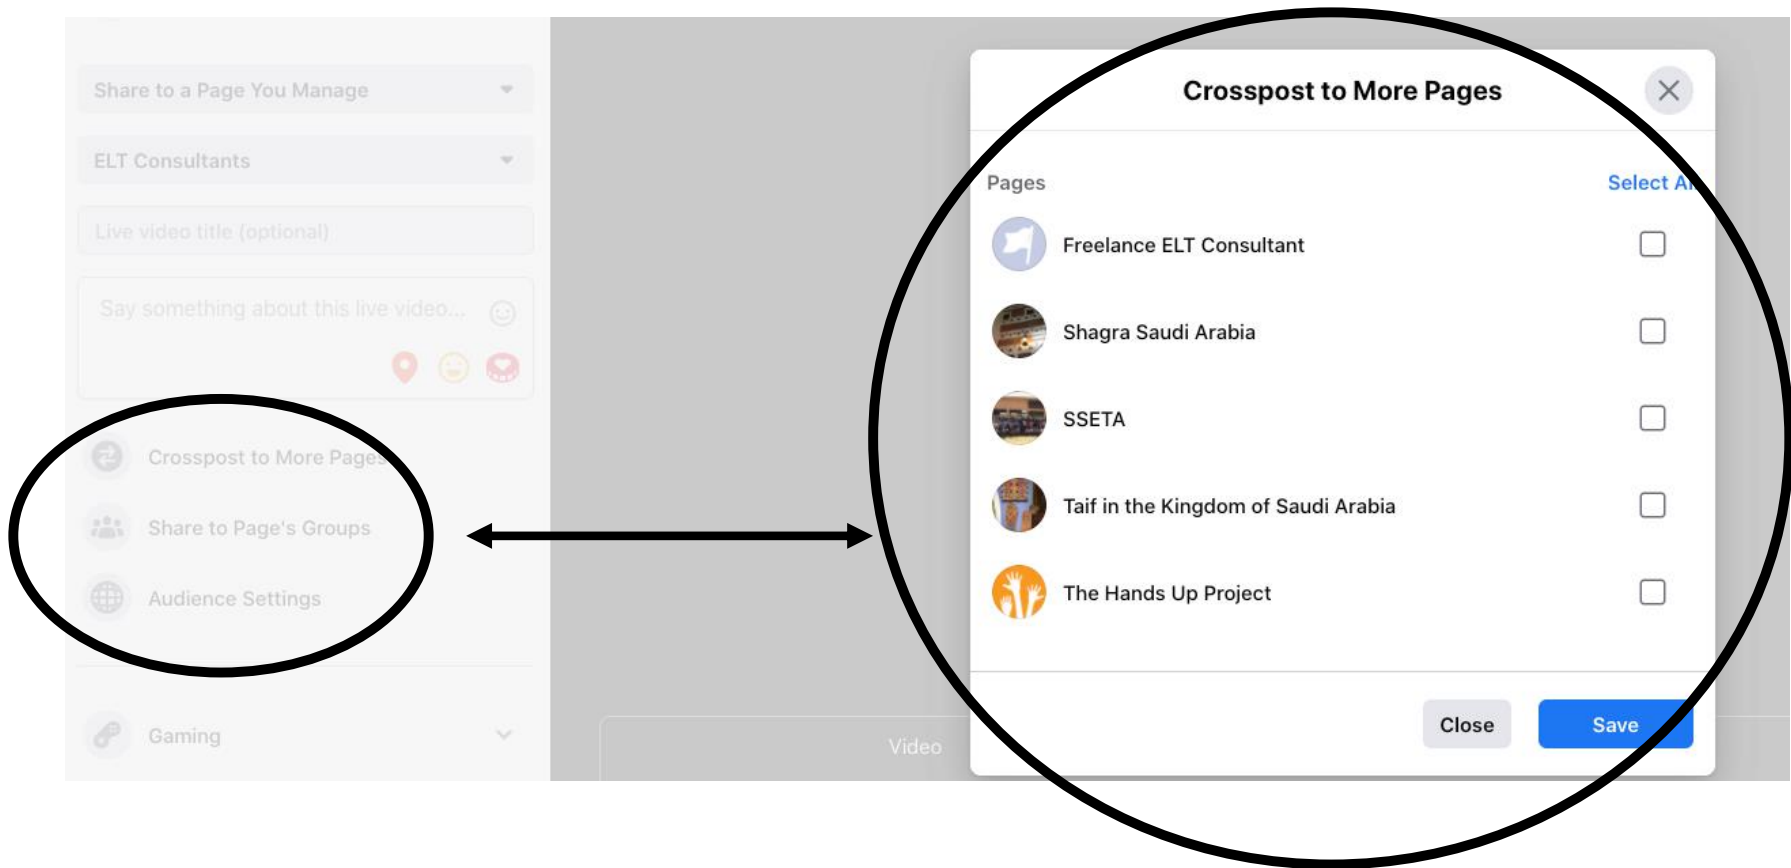 Share to a Page You Manage
ELT Consultants
Live video title (optional)
Say something about this live video...
Crosspost to More Pages
Share to Page's Groups
Audience Settings
Gaming
Video
Crosspost to More Pages
Pages
Select Al
Freelance ELT Consultant
Shagra Saudi Arabia
SSETA
Taif in the Kingdom of Saudi Arabia
The Hands Up Project
Close
Save